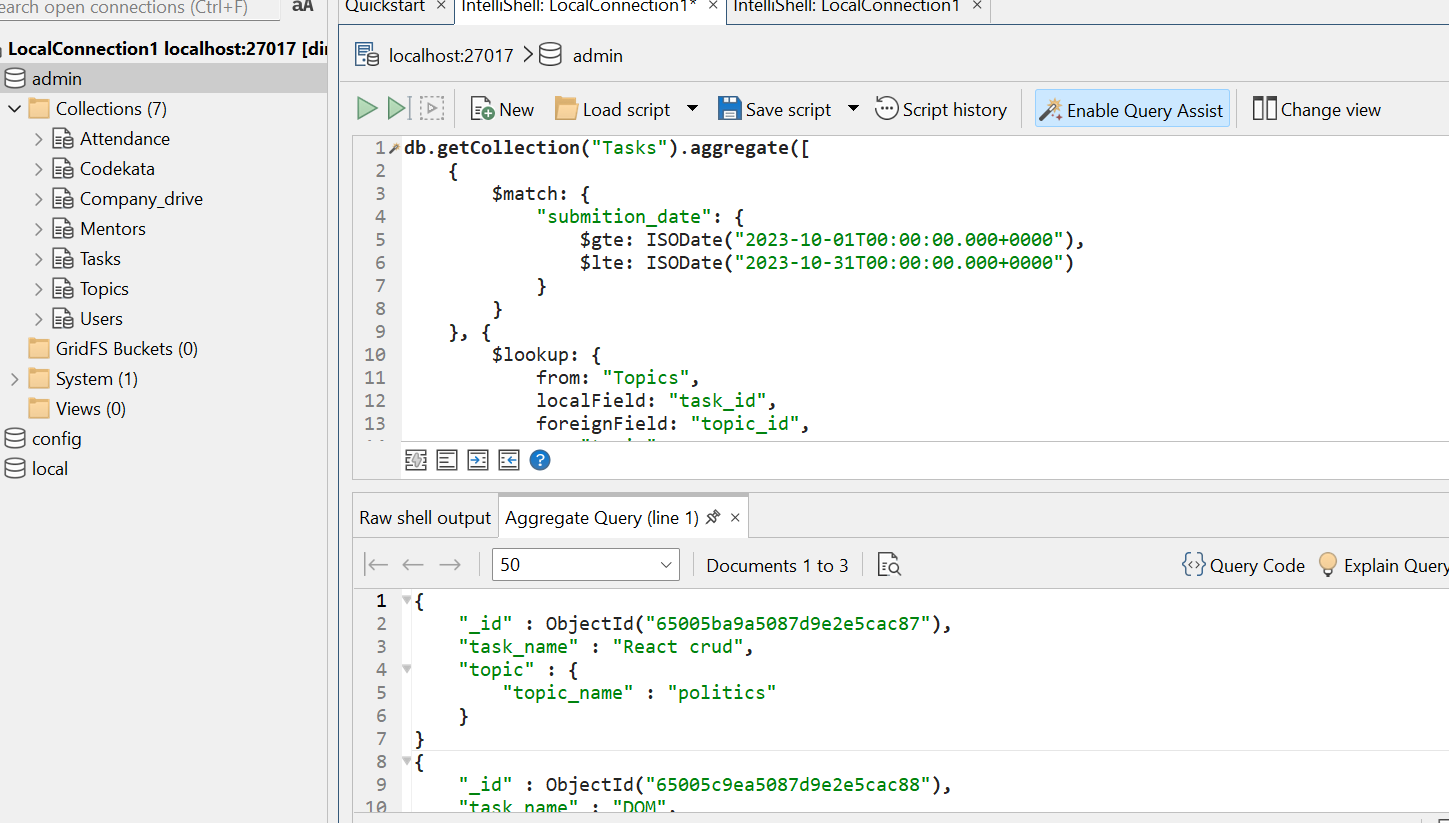 earch open connections (Ctrl+F) aA
LocalConnection1 localhost:27017 [dir
admin
Collections (7)
Attendance
Codekata
Company_drive
Mentors
Tasks
Topics
Users
GridFS Buckets (0)
System (1)
Views (0)
config
local
Quickstart × IntelliShell: LocalConnection1* × IntelliShell: LocalConnection1 ×
localhost:27017 admin
New Load script Save script Script history Enable Query Assist Change view
1 db.getCollection("Tasks").aggregate([
2 {
3 $match: {
4 "submition_date": {
5 $gte: ISODate("2023-10-01T00:00:00.000+0000"),
6 $lte: ISODate("2023-10-31T00:00:00.000+0000")
7 }
8 }
9 }, {
10 $lookup: {
11 from: "Topics",
12 localField: "task_id",
13 foreignField: "topic_id",
?
Raw shell output Aggregate Query (line 1) ×
50 Documents 1 to 3 Query Code Explain Query
1 {
2 "_id" : ObjectId("65005ba9a5087d9e2e5cac87"),
3 "task_name" : "React crud",
4 "topic" : {
5 "topic_name" : "politics"
6 }
7 }
8 {
9 "_id" : ObjectId("65005c9ea5087d9e2e5cac88"),
10 "task_name" : "DOM",